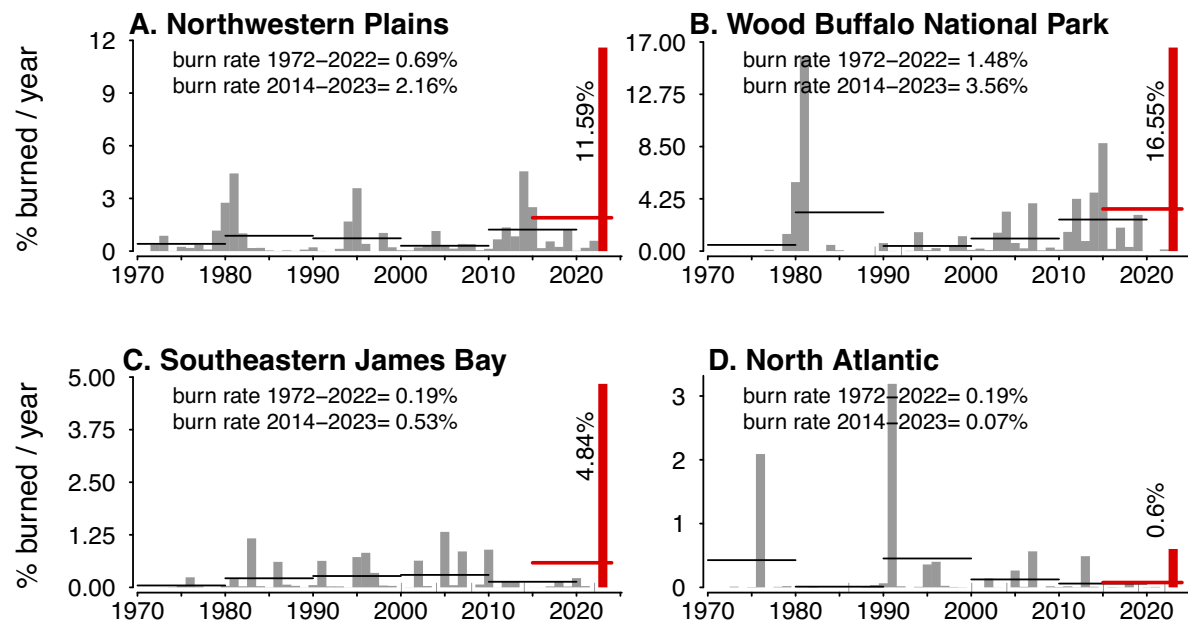 A. Northwestern Plains
burn rate 1972−2022= 0.69%
burn rate 2014−2023= 2.16%
% burned / year
12
9
6
3
0
11.59%
1970 1980 1990 2000 2010 2020
B. Wood Buffalo National Park
burn rate 1972−2022= 1.48%
burn rate 2014−2023= 3.56%
17.00
12.75
8.50
4.25
0.00
16.55%
1970 1980 1990 2000 2010 2020
C. Southeastern James Bay
burn rate 1972−2022= 0.19%
burn rate 2014−2023= 0.53%
% burned / year
5.00
3.75
2.50
1.25
0.00
4.84%
1970 1980 1990 2000 2010 2020
D. North Atlantic
burn rate 1972−2022= 0.19%
burn rate 2014−2023= 0.07%
3
2
1
0
0.6%
1970 1980 1990 2000 2010 2020